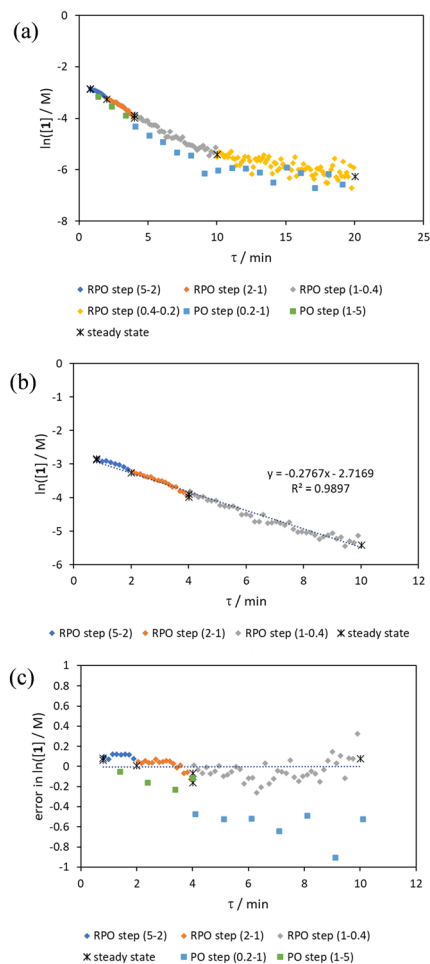 (a)
0
-2
-4
-6
-8
ln([1] / M)
0 5 10 15 20 25
τ / min
RPO step (5-2) RPO step (2-1) RPO step (1-0.4)
RPO step (0.4-0.2) PO step (0.2-1) PO step (1-5)
steady state
(b)
0
-1
-2
-3
-4
-5
-6
ln([1] / M)
y = -0.2767x - 2.7169
R² = 0.9897
0 2 4 6 8 10 12
τ / min
RPO step (5-2) RPO step (2-1) RPO step (1-0.4) steady state
(c)
1
0.8
0.6
0.4
0.2
0
-0.2
-0.4
-0.6
-0.8
-1
error in ln([1] / M)
0 2 4 6 8 10 12
τ / min
RPO step (5-2) RPO step (2-1) RPO step (1-0.4)
steady state PO step (0.2-1) PO step (1-5)